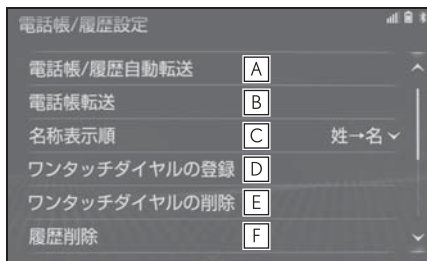 電話帳/履歴設定
電話帳/履歴自動転送 A
電話帳転送 B
名称表示順 C 姓→名
ワンタッチダイヤルの登録 D
ワンタッチダイヤルの削除 E
履歴削除 F